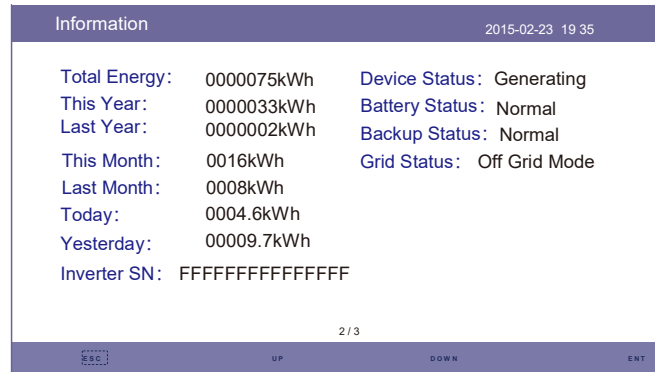 Information 2015-02-23 19 35
Total Energy: 0000075kWh Device Status: Generating
This Year: 0000033kWh Battery Status: Normal
Last Year: 0000002kWh Backup Status: Normal
This Month: 0016kWh Grid Status: Off Grid Mode
Last Month: 0008kWh
Today: 0004.6kWh
Yesterday: 00009.7kWh
Inverter SN: FFFFFFFFFFFFFFF
2 / 3
ESC UP DOWN ENT